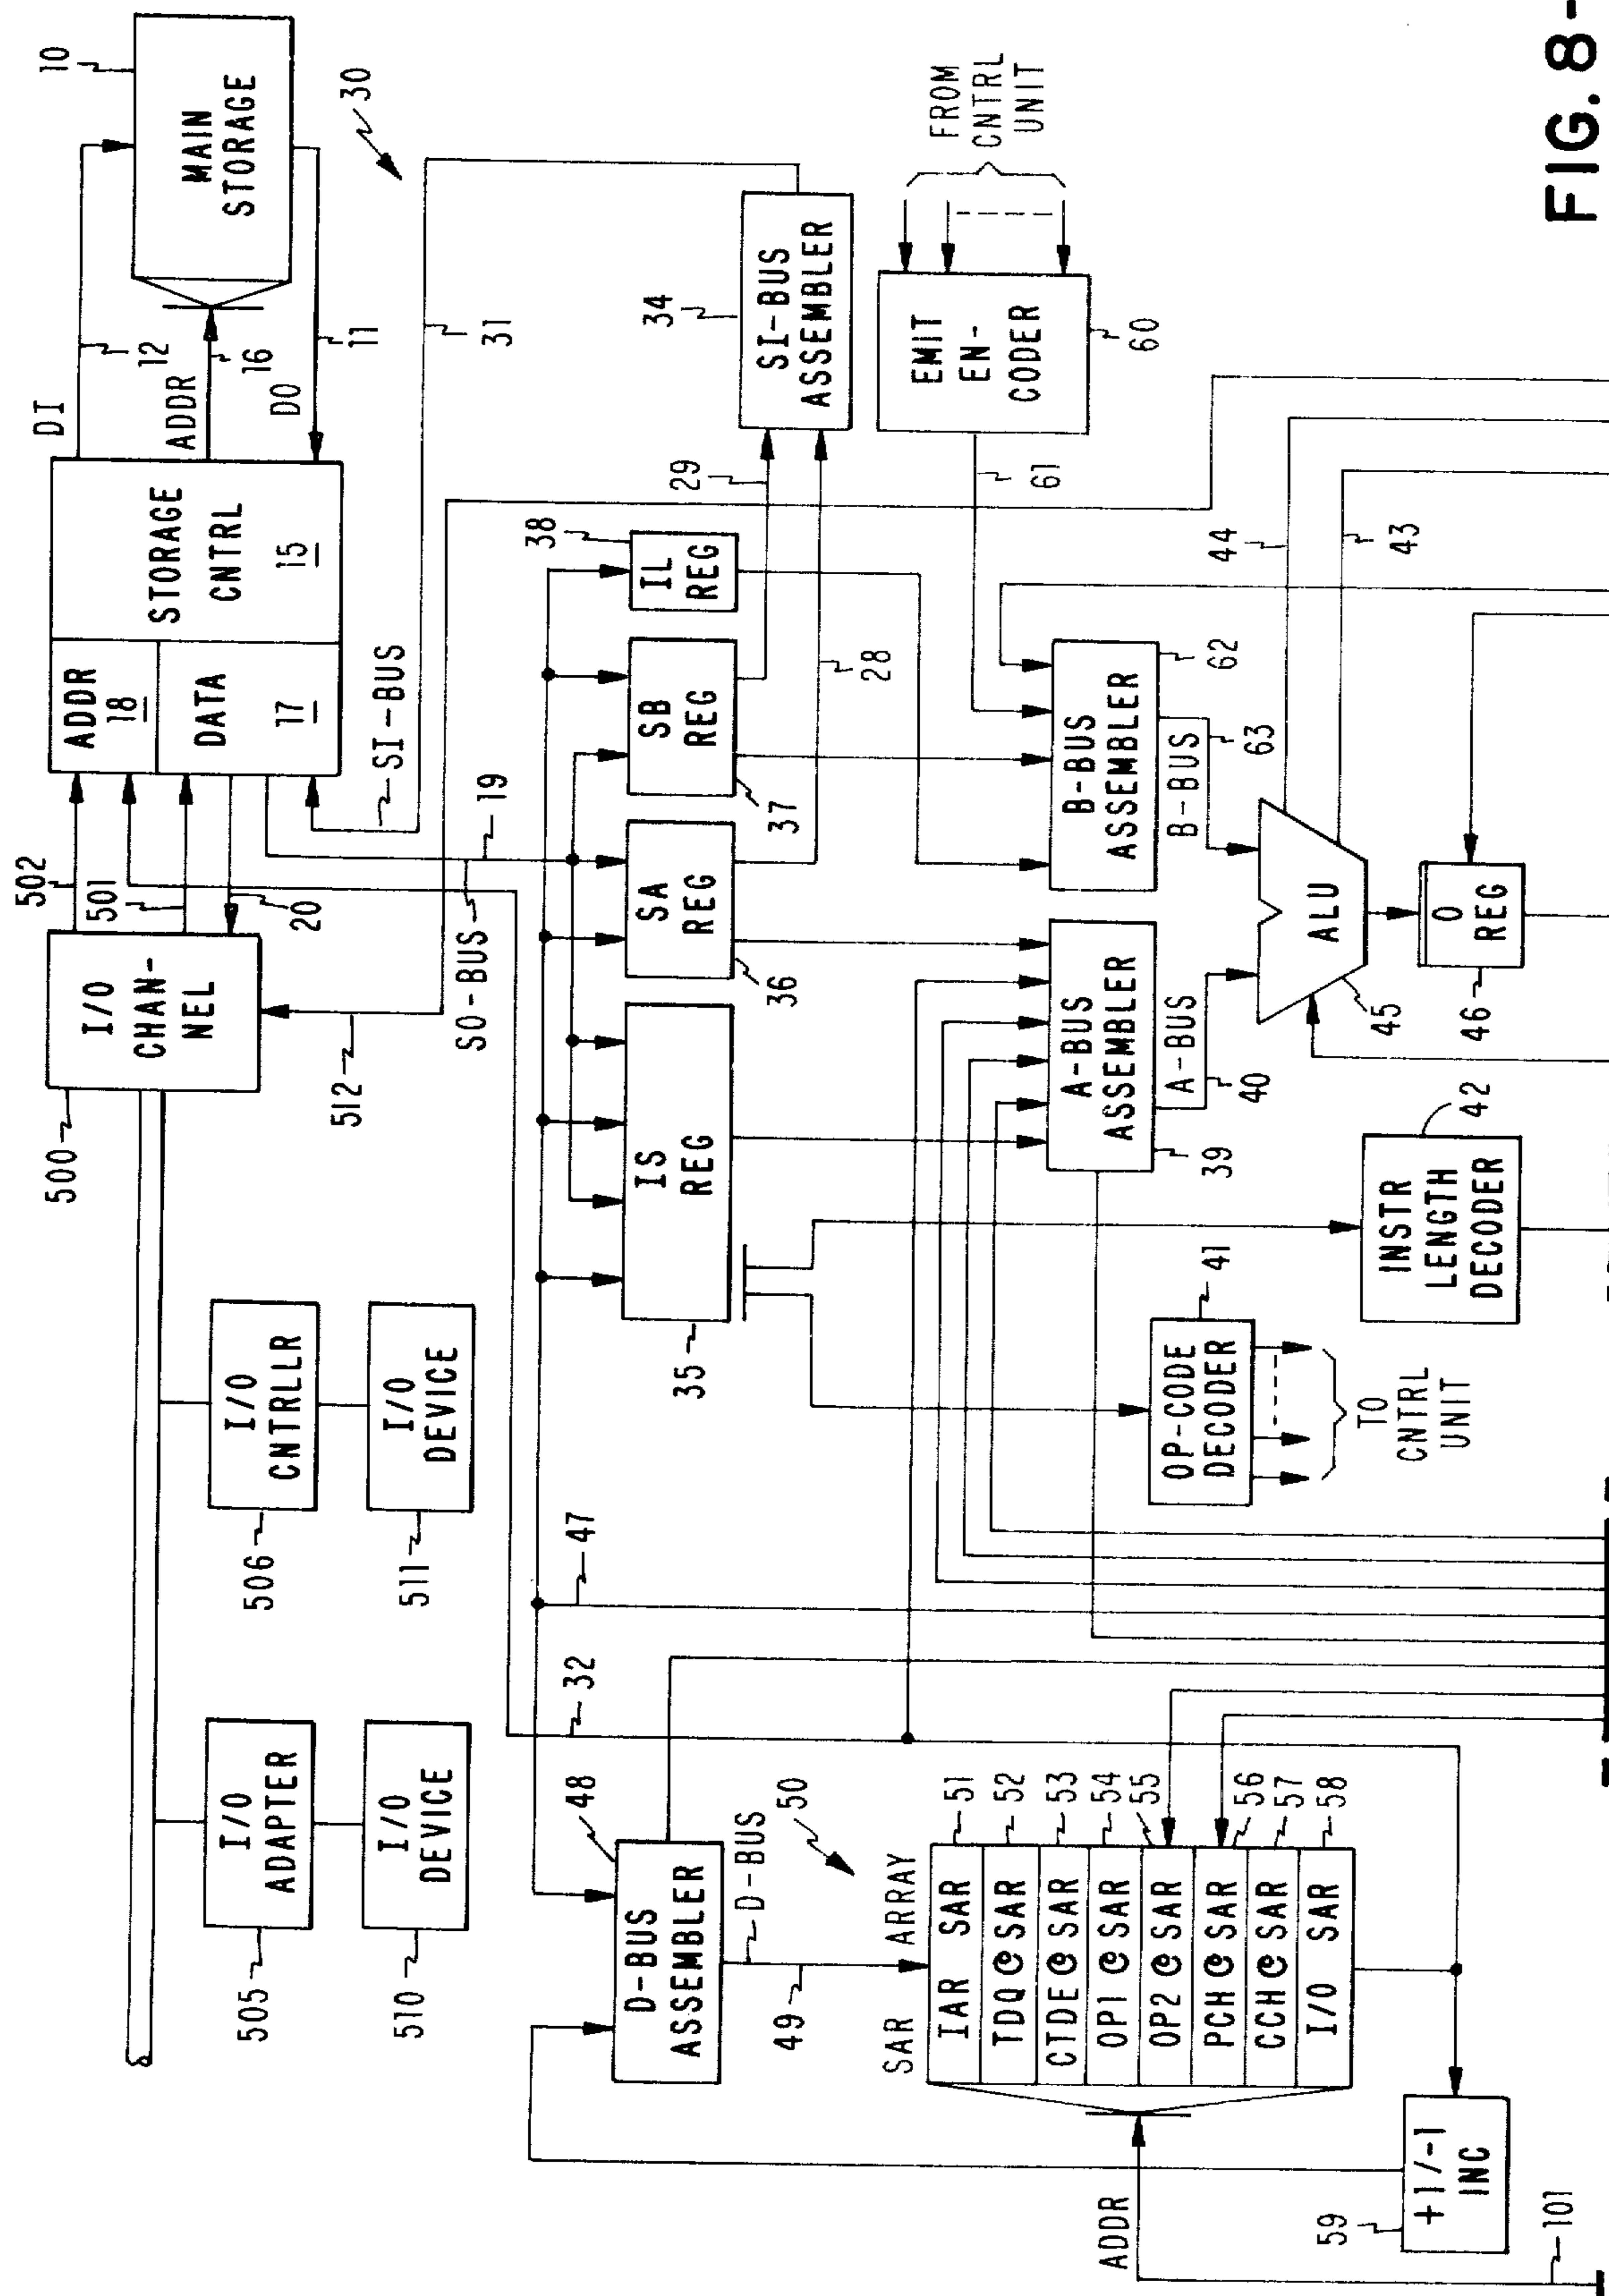 10
MAIN
STORAGE
30
DI
12
ADDR
16
DO
11
31
STORAGE
CNTRL
15
ADDR
18
DATA
17
SI-BUS
502
501
20
I/O
CHAN-
NEL
500
512
SO-BUS
19
506
I/O
CNTRLLR
511
I/O
DEVICE
505
I/O
ADAPTER
510
I/O
DEVICE
FROM
CNTRL
UNIT
34
SI-BUS
ASSEMBLER
EMIT
EN-
CODER
60
61
29
28
38
IL
REG
SB
REG
37
SA
REG
36
IS
REG
35
47
32
44
43
B-BUS
ASSEMBLER
62
B-BUS
63
A-BUS
ASSEMBLER
39
A-BUS
40
ALU
45
O
REG
46
INSTR
LENGTH
DECODER
42
OP-CODE
DECODER
41
TO
CNTRL
UNIT
48
D-BUS
ASSEMBLER
D-BUS
49
50
SAR ARRAY
IAR SAR 51
TDQ@SAR 52
CTDE@SAR 53
OP1@SAR 54
OP2@SAR 55
PCH@SAR 56
CCH@SAR 57
I/O SAR 58
ADDR
59
+1/-1
INC
101
FIG. 8-